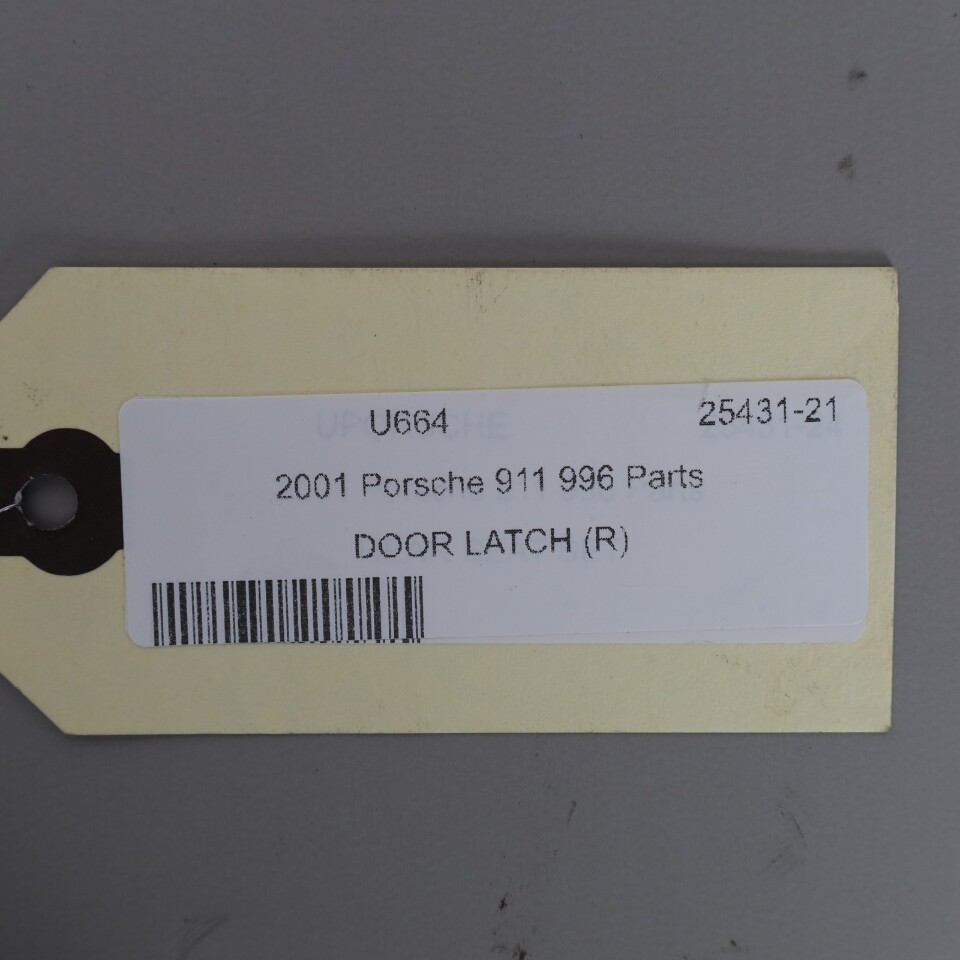 U664 25431-21
2001 Porsche 911 996 Parts
DOOR LATCH (R)